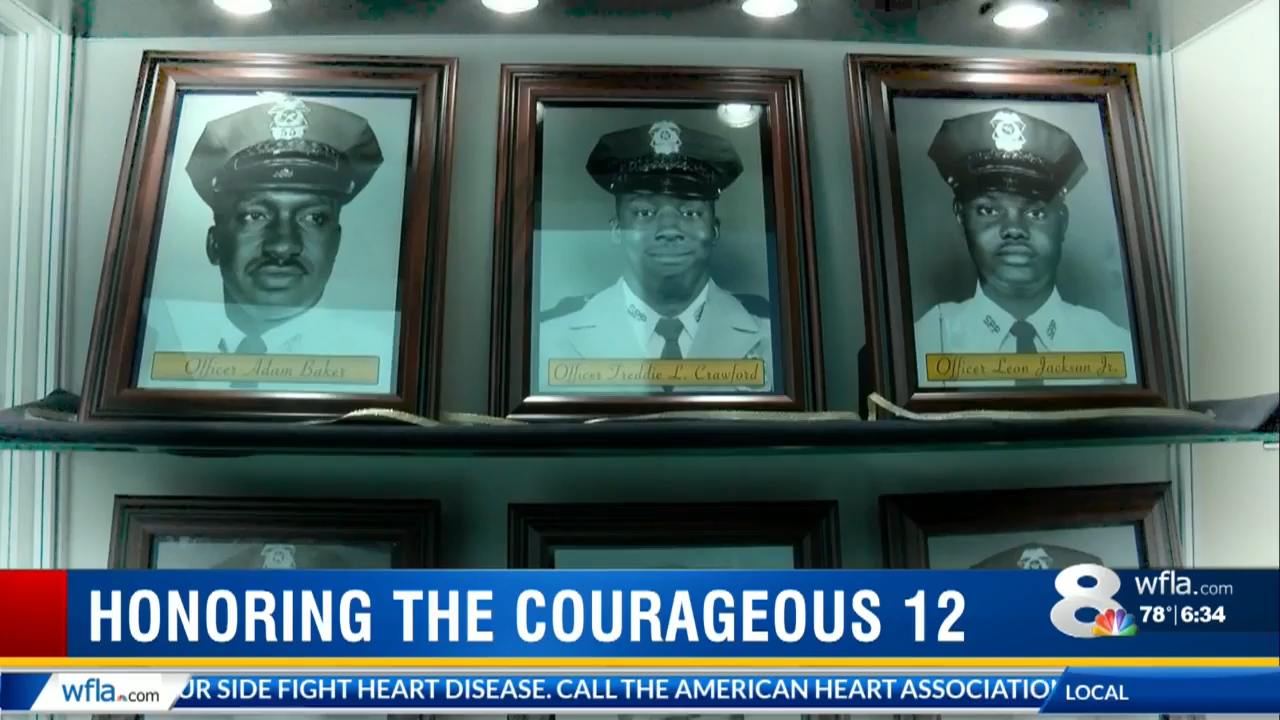 Officer Adam Baker
Officer Freddie L. Crawford
Officer Leon Jackson Jr.
HONORING THE COURAGEOUS 12
8 wfla.com
78° | 6:34
wfla.com UR SIDE FIGHT HEART DISEASE. CALL THE AMERICAN HEART ASSOCIATIO LOCAL